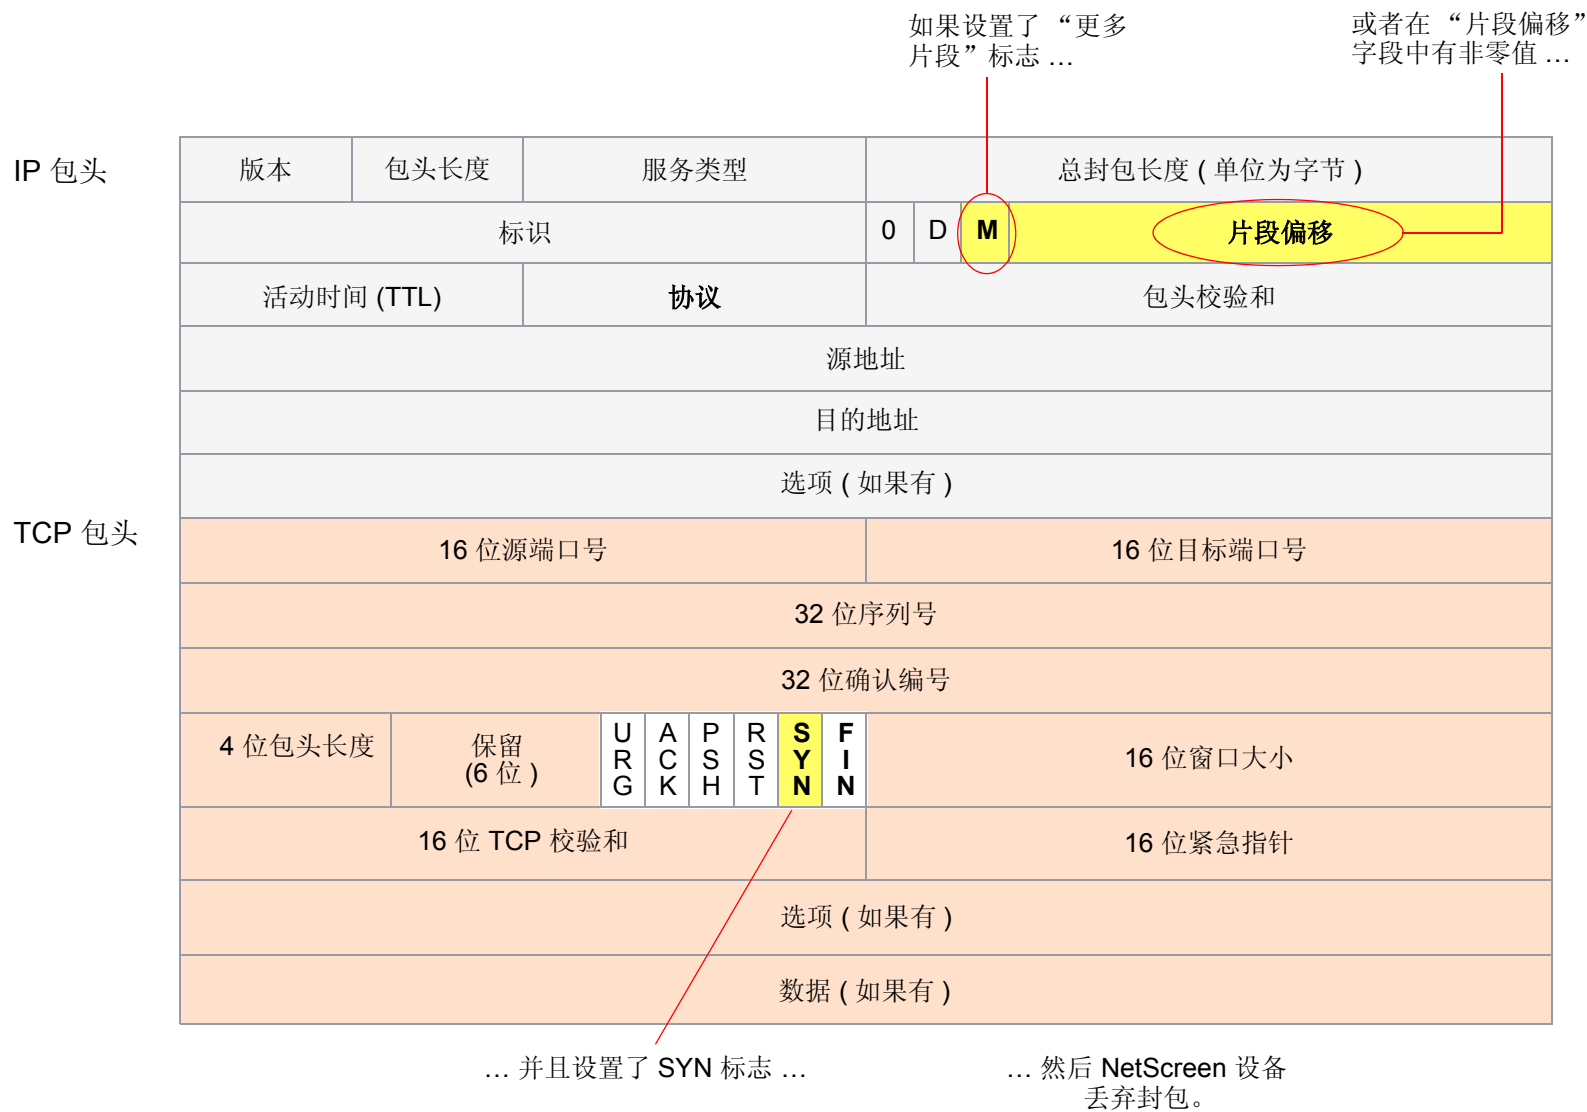 如果设置了 “更多
片段”标志 …
或者在 “片段偏移”
字段中有非零值 …
IP 包头
版本
包头长度
服务类型
总封包长度 ( 单位为字节 )
标识
0
D
M
片段偏移
活动时间 (TTL)
协议
包头校验和
源地址
目的地址
选项 ( 如果有 )
TCP 包头
16 位源端口号
16 位目标端口号
32 位序列号
32 位确认编号
4 位包头长度
保留
(6 位 )
URG
ACK
PSH
RST
SYN
FIN
16 位窗口大小
16 位 TCP 校验和
16 位紧急指针
选项 ( 如果有 )
数据 ( 如果有 )
… 并且设置了 SYN 标志 …
… 然后 NetScreen 设备
丢弃封包。